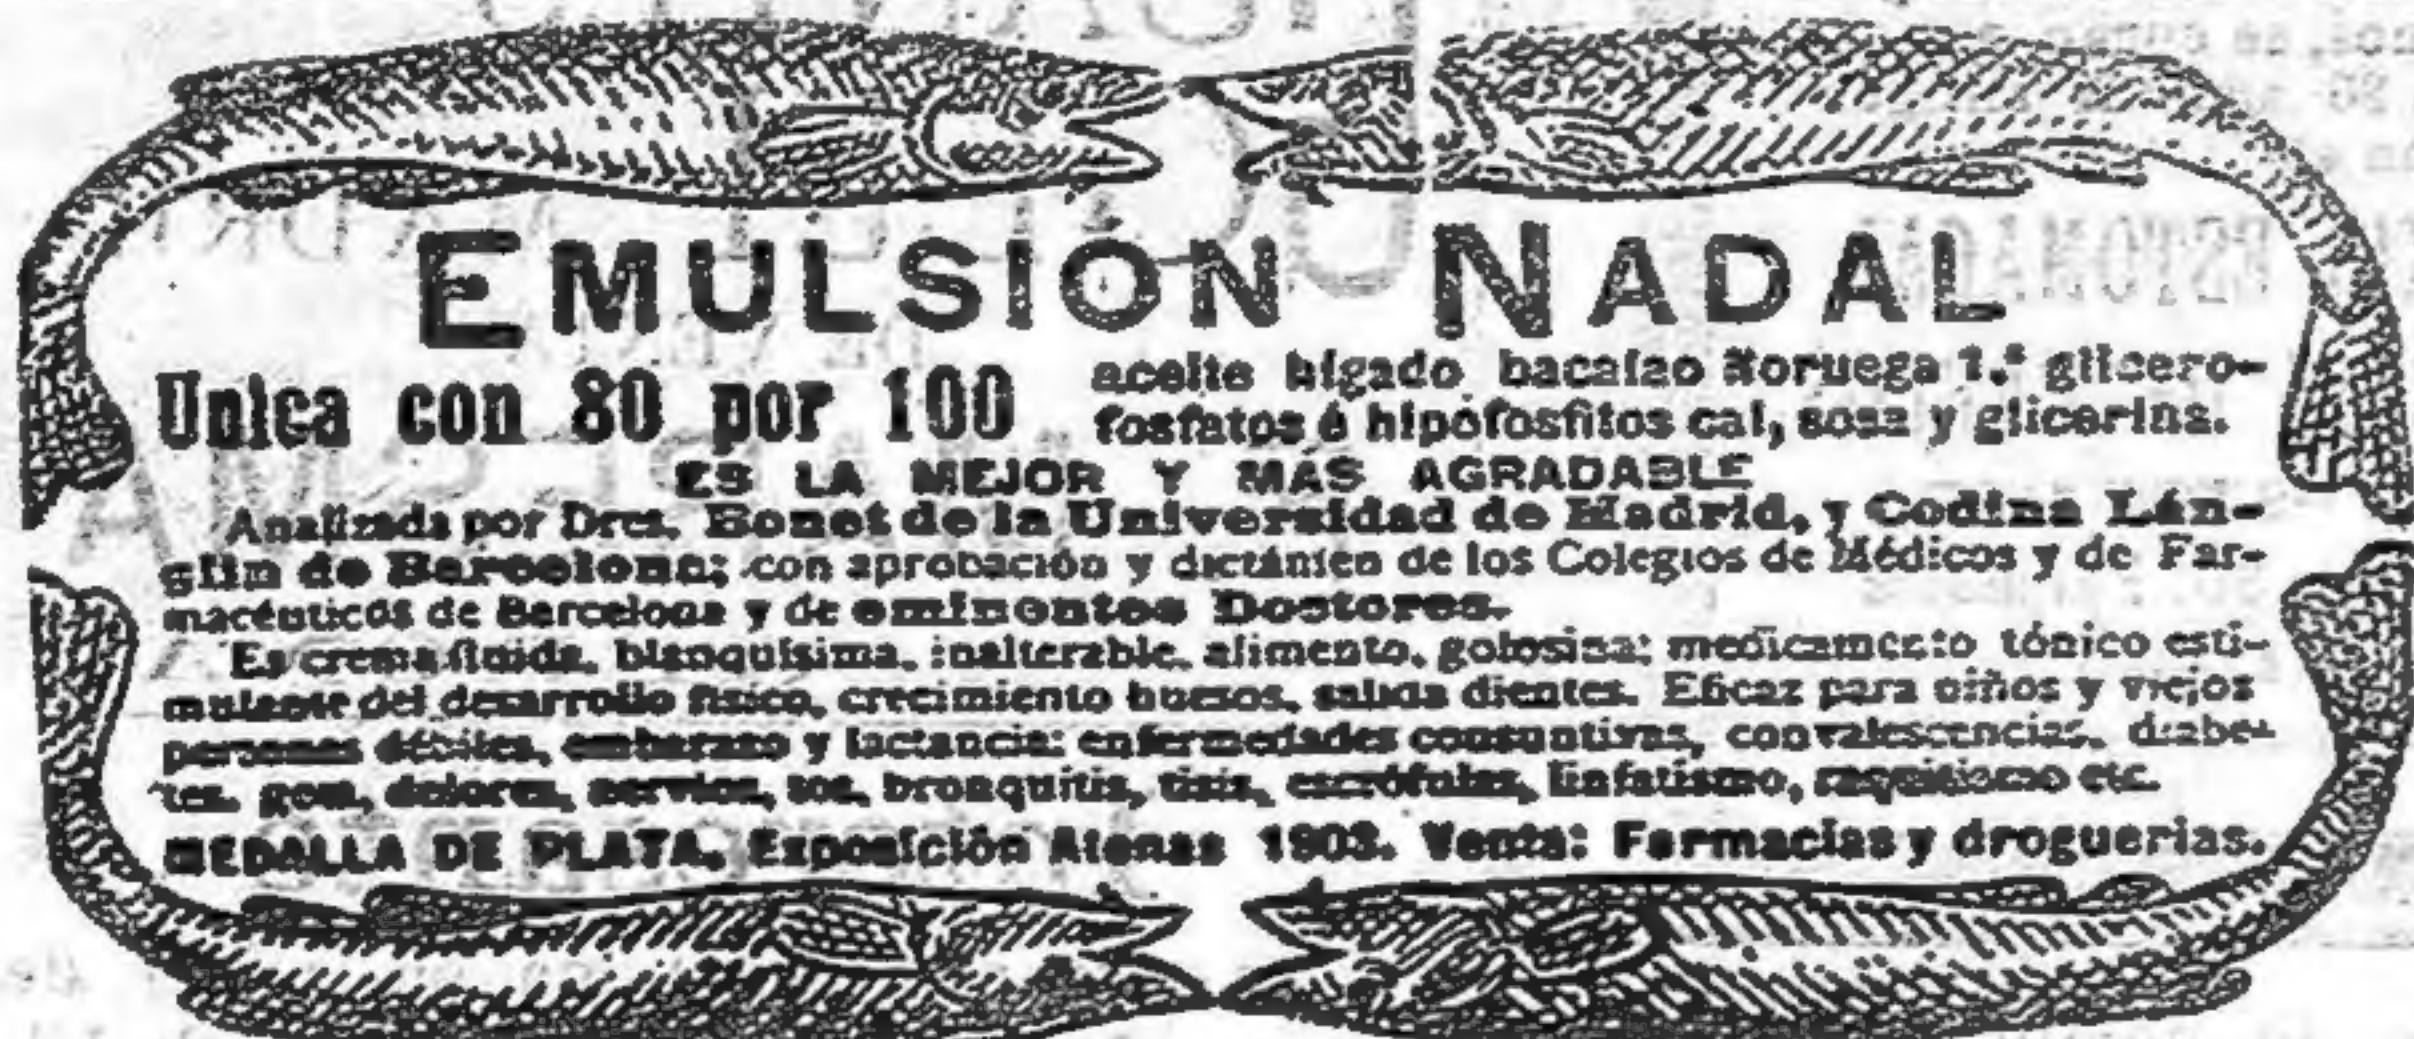 EMULSIÓN NADAL
Unica con 80 por 100 aceite hígado bacalao Noruega 1.ª glicero-
fosfatos é hipofosfitos cal, sosa y glicerina.
ES LA MEJOR Y MÁS AGRADABLE
Analizada por Dres. Bonet de la Universidad de Madrid, y Codina Lán-
glin de Barcelona; con aprobación y dictámen de los Colegios de Médicos y de Far-
macéuticos de Barcelona y de eminentes Doctores.
Es crema fluida, blanquísima, inalterable, alimento, golosina; medicamento tónico esti-
mulante del desarrollo físico, crecimiento huesos, salida dientes. Eficaz para niños y viejos
personas débiles, embarazo y lactancia: enfermedades consuntivas, convalescencias, diabe-
tes, gota, dolores, nervios, tos, bronquitis, tisis, escrófulas, linfatismo, raquitismo etc.
MEDALLA DE PLATA, Exposición Atenas 1903. Venta: Farmacias y droguerias.